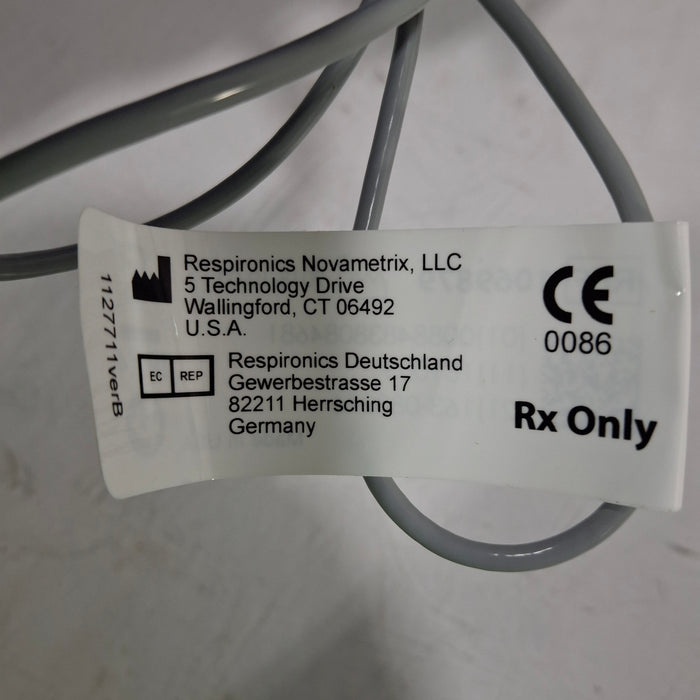 Respironics Novametrix, LLC
5 Technology Drive
Wallingford, CT 06492
U.S.A.
EC REP
Respironics Deutschland
Gewerbestrasse 17
82211 Herrsching
Germany
CE
0086
Rx Only
1127711verB